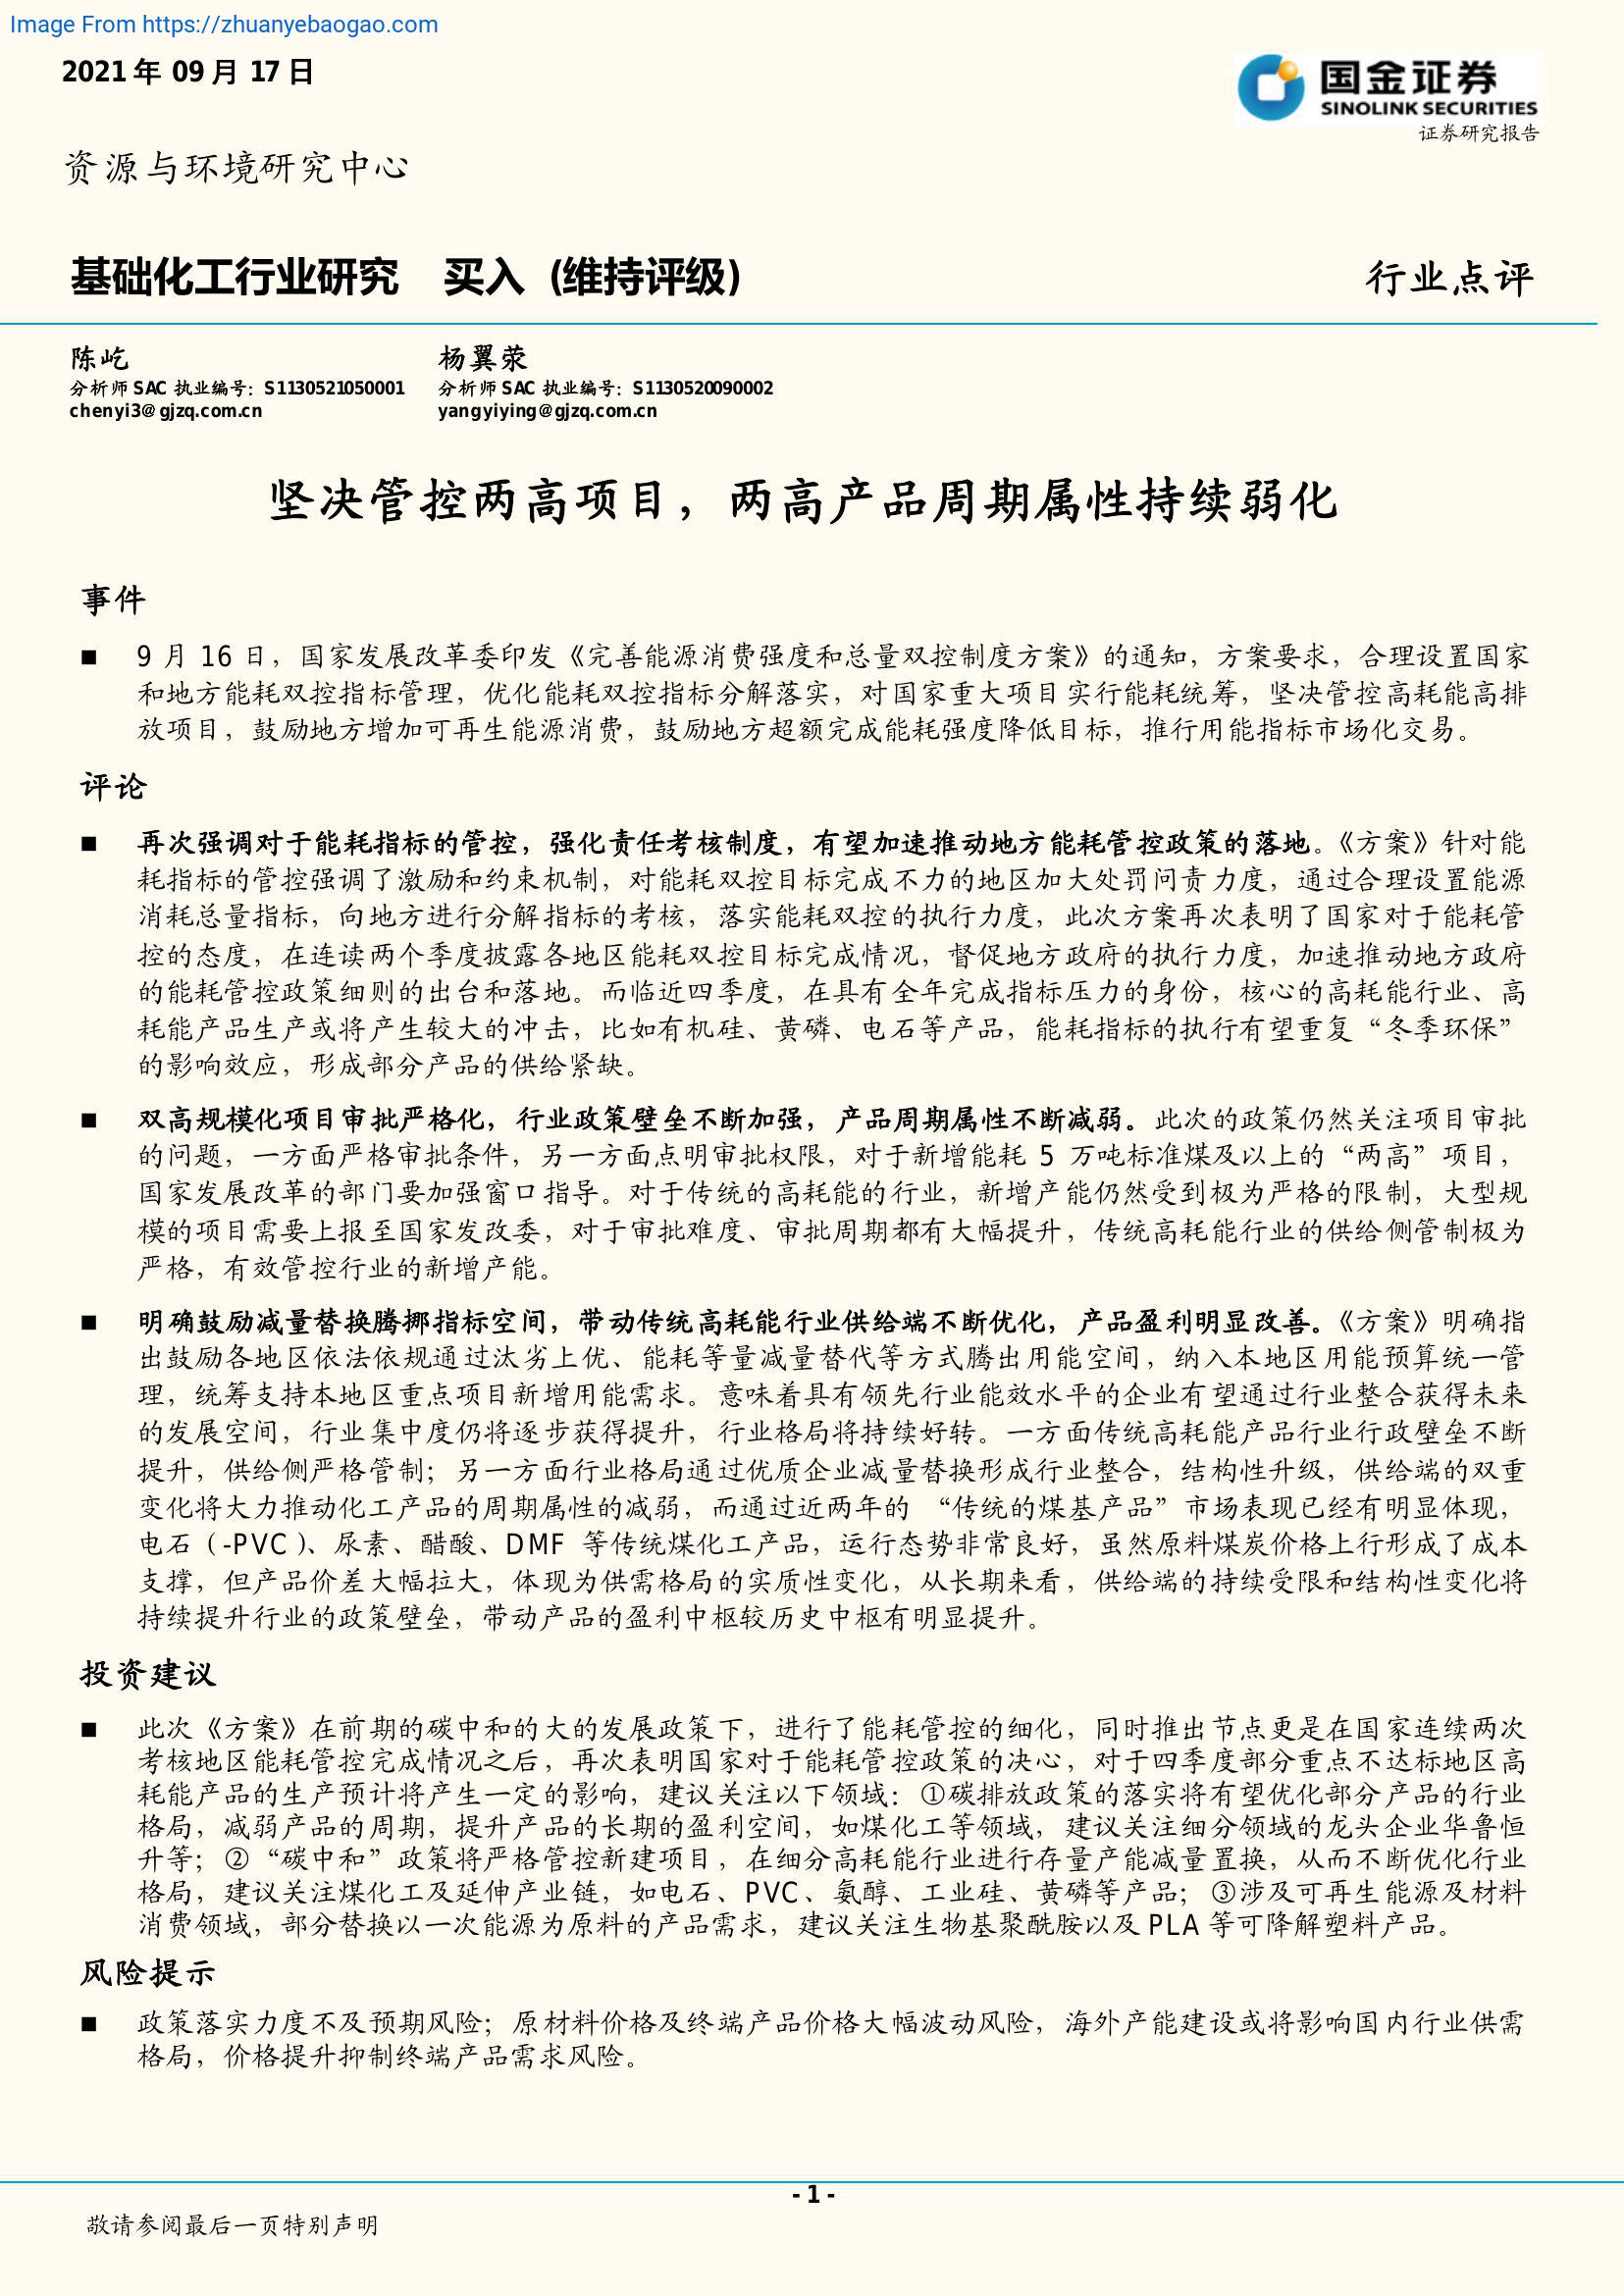 Image From https://zhuanyebaogao.com
2021 年 09 月 17 日
国金证券
SINOLINK SECURITIES
证券研究报告
资源与环境研究中心
基础化工行业研究 买入 (维持评级)
行业点评
陈屹 杨翼荥
分析师 SAC 执业编号：S1130521050001 分析师 SAC 执业编号：S1130520090002
chenyi3@gjzq.com.cn yangyiying@gjzq.com.cn
坚决管控两高项目，两高产品周期属性持续弱化
事件
■ 9 月 16 日，国家发展改革委印发《完善能源消费强度和总量双控制度方案》的通知，方案要求，合理设置国家
和地方能耗双控指标管理，优化能耗双控指标分解落实，对国家重大项目实行能耗统筹，坚决管控高耗能高排
放项目，鼓励地方增加可再生能源消费，鼓励地方超额完成能耗强度降低目标，推行用能指标市场化交易。
评论
■ 再次强调对于能耗指标的管控，强化责任考核制度，有望加速推动地方能耗管控政策的落地。《方案》针对能
耗指标的管控强调了激励和约束机制，对能耗双控目标完成不力的地区加大处罚问责力度，通过合理设置能源
消耗总量指标，向地方进行分解指标的考核，落实能耗双控的执行力度，此次方案再次表明了国家对于能耗管
控的态度，在连读两个季度披露各地区能耗双控目标完成情况，督促地方政府的执行力度，加速推动地方政府
的能耗管控政策细则的出台和落地。而临近四季度，在具有全年完成指标压力的身份，核心的高耗能行业、高
耗能产品生产或将产生较大的冲击，比如有机硅、黄磷、电石等产品，能耗指标的执行有望重复“冬季环保”
的影响效应，形成部分产品的供给紧缺。
■ 双高规模化项目审批严格化，行业政策壁垒不断加强，产品周期属性不断减弱。此次的政策仍然关注项目审批
的问题，一方面严格审批条件，另一方面点明审批权限，对于新增能耗 5 万吨标准煤及以上的“两高”项目，
国家发展改革的部门要加强窗口指导。对于传统的高耗能的行业，新增产能仍然受到极为严格的限制，大型规
模的项目需要上报至国家发改委，对于审批难度、审批周期都有大幅提升，传统高耗能行业的供给侧管制极为
严格，有效管控行业的新增产能。
■ 明确鼓励减量替换腾挪指标空间，带动传统高耗能行业供给端不断优化，产品盈利明显改善。《方案》明确指
出鼓励各地区依法依规通过汰劣上优、能耗等量减量替代等方式腾出用能空间，纳入本地区用能预算统一管
理，统筹支持本地区重点项目新增用能需求。意味着具有领先行业能效水平的企业有望通过行业整合获得未来
的发展空间，行业集中度仍将逐步获得提升，行业格局将持续好转。一方面传统高耗能产品行业行政壁垒不断
提升，供给侧严格管制；另一方面行业格局通过优质企业减量替换形成行业整合，结构性升级，供给端的双重
变化将大力推动化工产品的周期属性的减弱，而通过近两年的 “传统的煤基产品”市场表现已经有明显体现，
电石（-PVC）、尿素、醋酸、DMF 等传统煤化工产品，运行态势非常良好，虽然原料煤炭价格上行形成了成本
支撑，但产品价差大幅拉大，体现为供需格局的实质性变化，从长期来看，供给端的持续受限和结构性变化将
持续提升行业的政策壁垒，带动产品的盈利中枢较历史中枢有明显提升。
投资建议
■ 此次《方案》在前期的碳中和的大的发展政策下，进行了能耗管控的细化，同时推出节点更是在国家连续两次
考核地区能耗管控完成情况之后，再次表明国家对于能耗管控政策的决心，对于四季度部分重点不达标地区高
耗能产品的生产预计将产生一定的影响，建议关注以下领域：①碳排放政策的落实将有望优化部分产品的行业
格局，减弱产品的周期，提升产品的长期的盈利空间，如煤化工等领域，建议关注细分领域的龙头企业华鲁恒
升等；②“碳中和”政策将严格管控新建项目，在细分高耗能行业进行存量产能减量置换，从而不断优化行业
格局，建议关注煤化工及延伸产业链，如电石、PVC、氨醇、工业硅、黄磷等产品；③涉及可再生能源及材料
消费领域，部分替换以一次能源为原料的产品需求，建议关注生物基聚酰胺以及 PLA 等可降解塑料产品。
风险提示
■ 政策落实力度不及预期风险；原材料价格及终端产品价格大幅波动风险，海外产能建设或将影响国内行业供需
格局，价格提升抑制终端产品需求风险。
- 1 -
敬请参阅最后一页特别声明